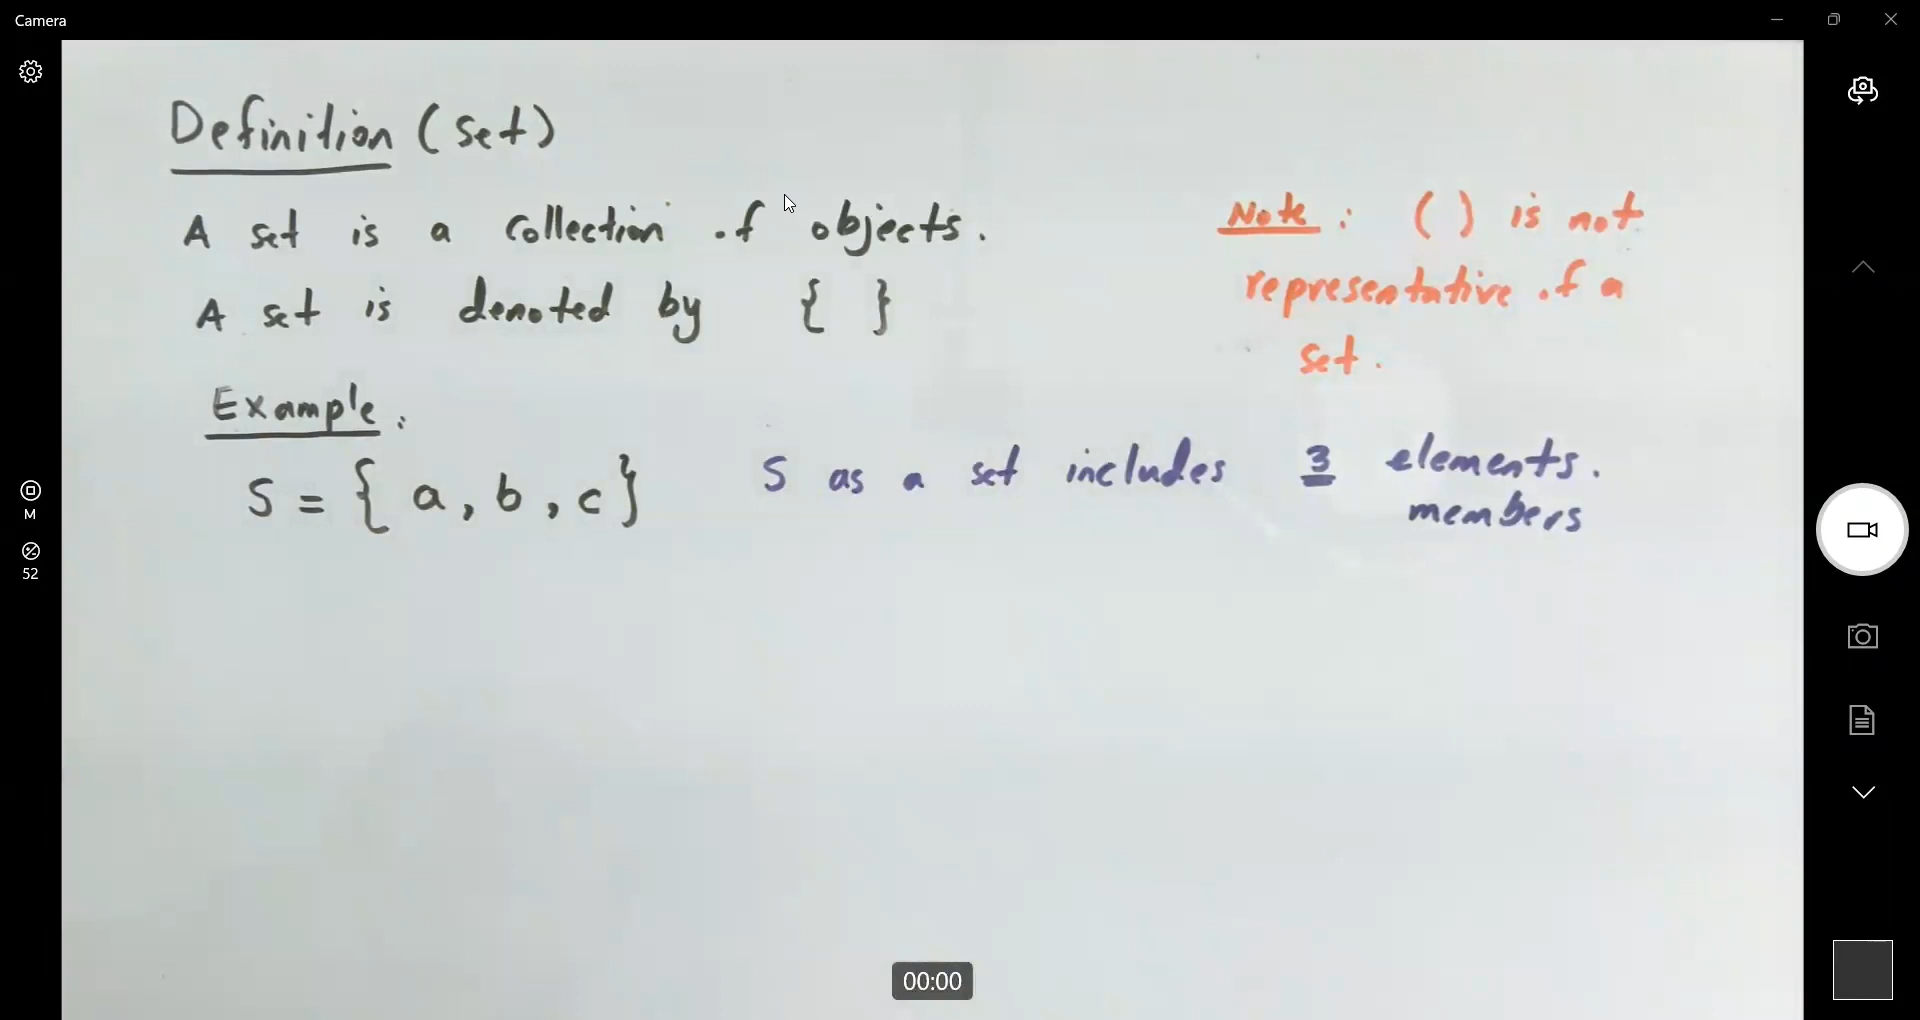 Camera
Definition (set)
A set is a collection of objects.
A set is denoted by { }
Note: ( ) is not
representative of a
set.
Example:
S = { a, b, c }
S as a set includes 3 elements.
members
M
52
00:00